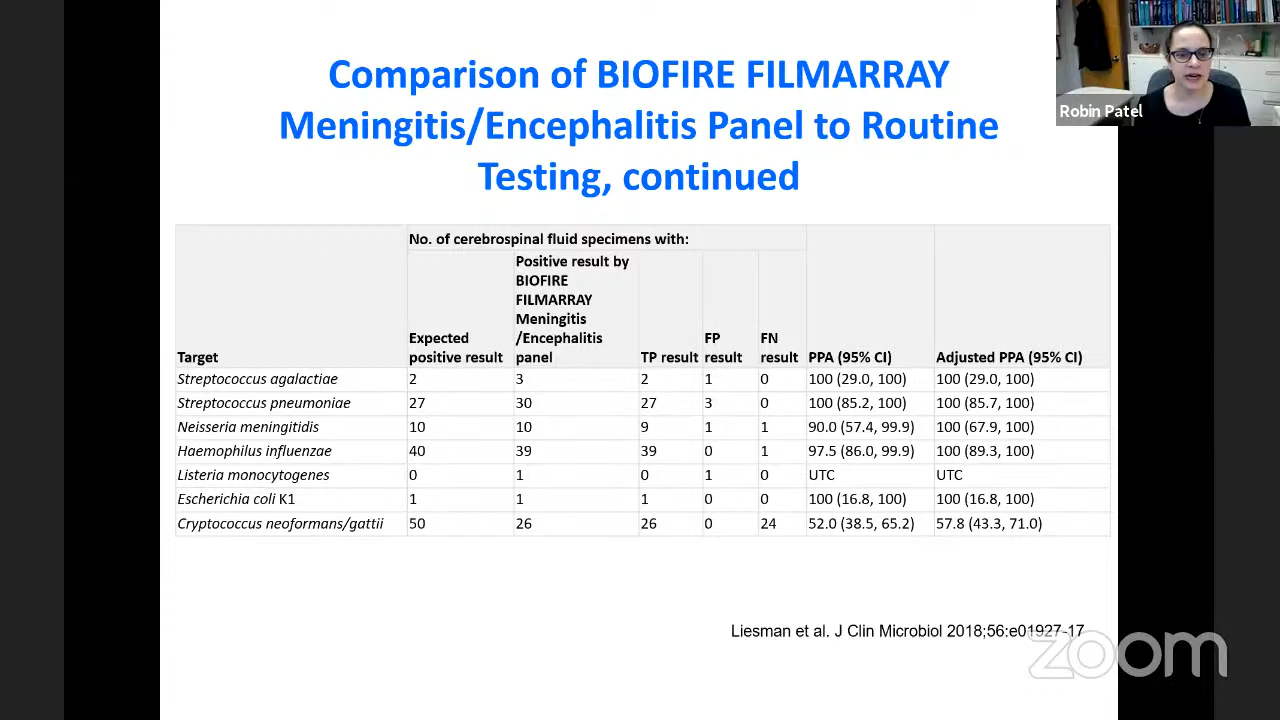 Comparison of BIOFIRE FILMARRAY
Meningitis/Encephalitis Panel to Routine
Testing, continued
Robin Patel
No. of cerebrospinal fluid specimens with:
Target
Expected
positive result
Positive result by
BIOFIRE
FILMARRAY
Meningitis
/Encephalitis
panel
TP result
FP
result
FN
result
PPA (95% CI)
Adjusted PPA (95% CI)
Streptococcus agalactiae 2 3 2 1 0 100 (29.0, 100) 100 (29.0, 100)
Streptococcus pneumoniae 27 30 27 3 0 100 (85.2, 100) 100 (85.7, 100)
Neisseria meningitidis 10 10 9 1 1 90.0 (57.4, 99.9) 100 (67.9, 100)
Haemophilus influenzae 40 39 39 0 1 97.5 (86.0, 99.9) 100 (89.3, 100)
Listeria monocytogenes 0 1 0 1 0 UTC UTC
Escherichia coli K1 1 1 1 0 0 100 (16.8, 100) 100 (16.8, 100)
Cryptococcus neoformans/gattii 50 26 26 0 24 52.0 (38.5, 65.2) 57.8 (43.3, 71.0)
Liesman et al. J Clin Microbiol 2018;56:e01927-17
zoom